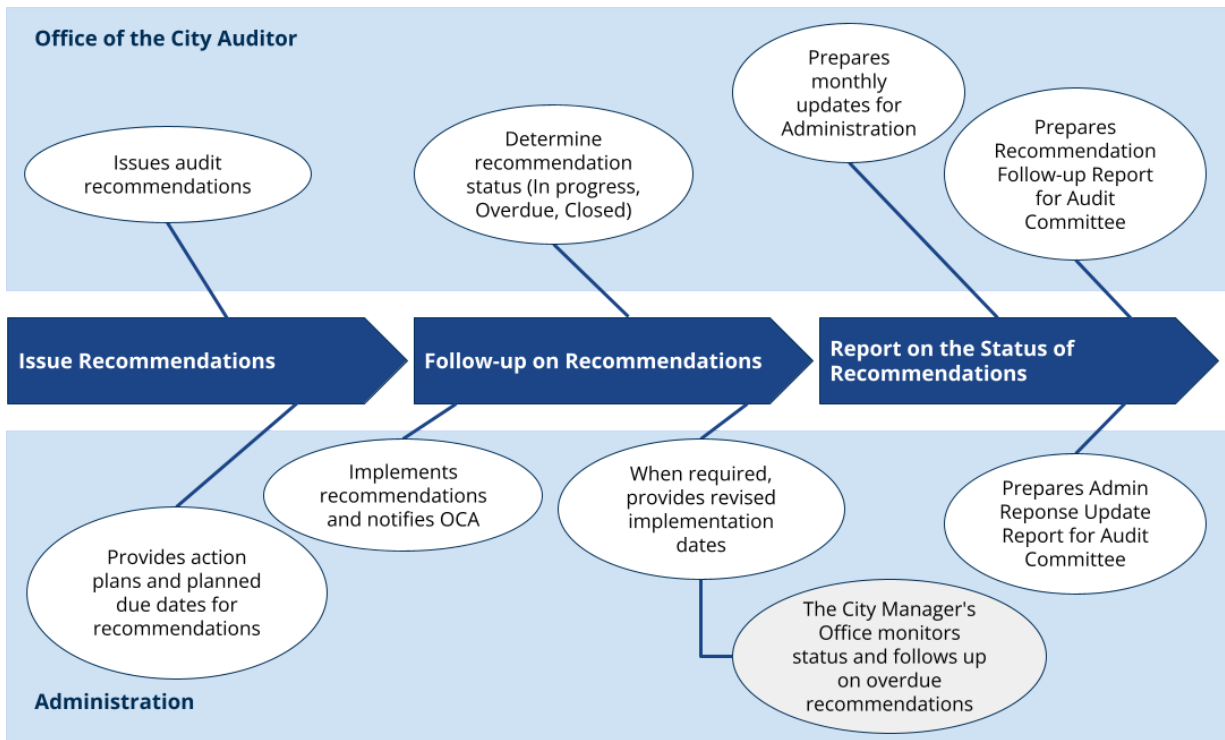 Office of the City Auditor
Issues audit
recommendations
Determine
recommendation
status (In progress,
Overdue, Closed)
Prepares
monthly
updates for
Administration
Prepares
Recommendation
Follow-up Report
for Audit
Committee
Issue Recommendations
Follow-up on Recommendations
Report on the Status of
Recommendations
Provides action
plans and planned
due dates for
recommendations
Implements
recommendations
and notifies OCA
When required,
provides revised
implementation
dates
The City Manager's
Office monitors
status and follows up
on overdue
recommendations
Prepares Admin
Reponse Update
Report for Audit
Committee
Administration